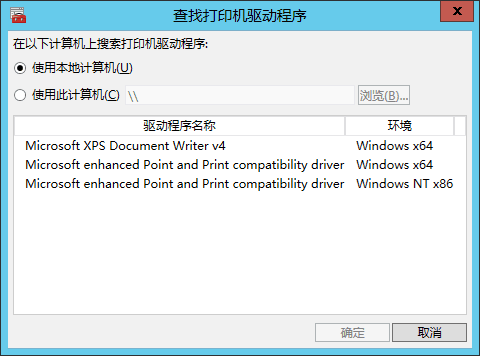 查找打印机驱动程序
在以下计算机上搜索打印机驱动程序:
使用本地计算机(U)
使用此计算机(C) \\ 浏览(B)...
驱动程序名称 环境
Microsoft XPS Document Writer v4 Windows x64
Microsoft enhanced Point and Print compatibility driver Windows x64
Microsoft enhanced Point and Print compatibility driver Windows NT x86
确定 取消